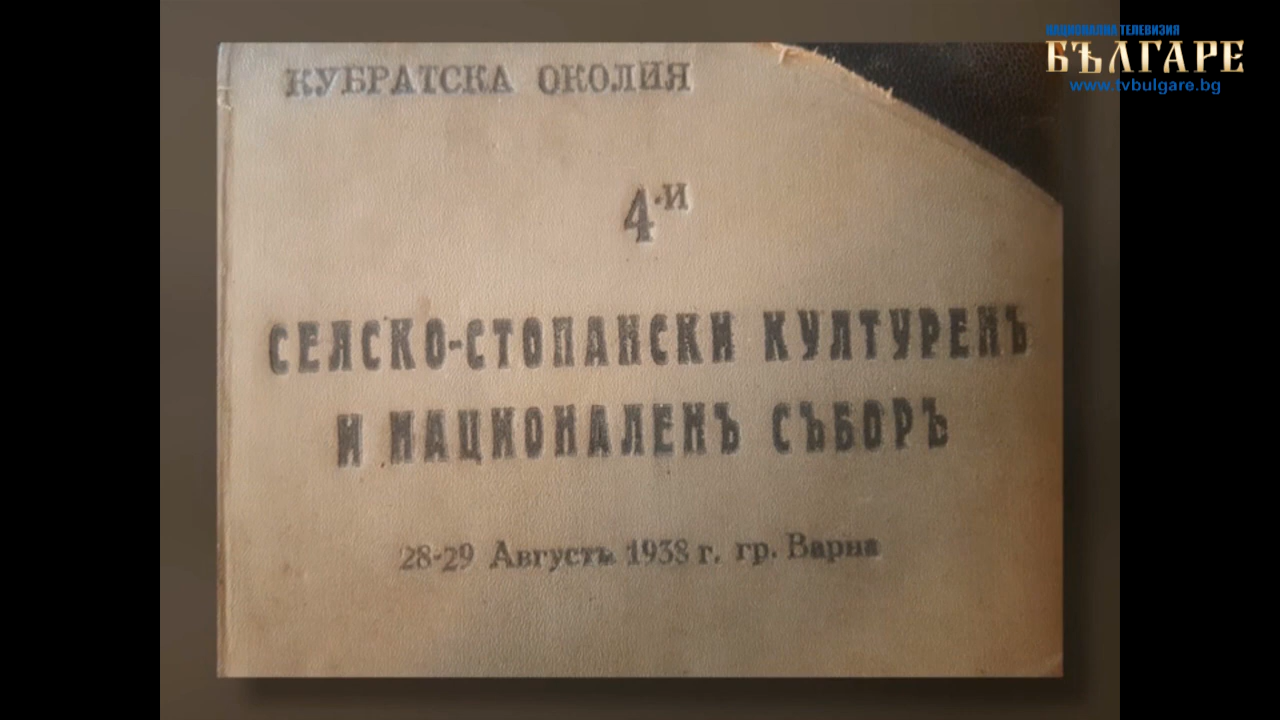 НАЦИОНАЛНА ТЕЛЕВИЗИЯ
БЪЛГАРЕ
www.tvbulgare.bg
КУБРАТСКА ОКОЛИЯ
4-И
СЕЛСКО-СТОПАНСКИ КУЛТУРЕНЪ
И НАЦИОНАЛЕНЪ СЪБОРЪ
28-29 Августъ 1938 г. гр. Варна